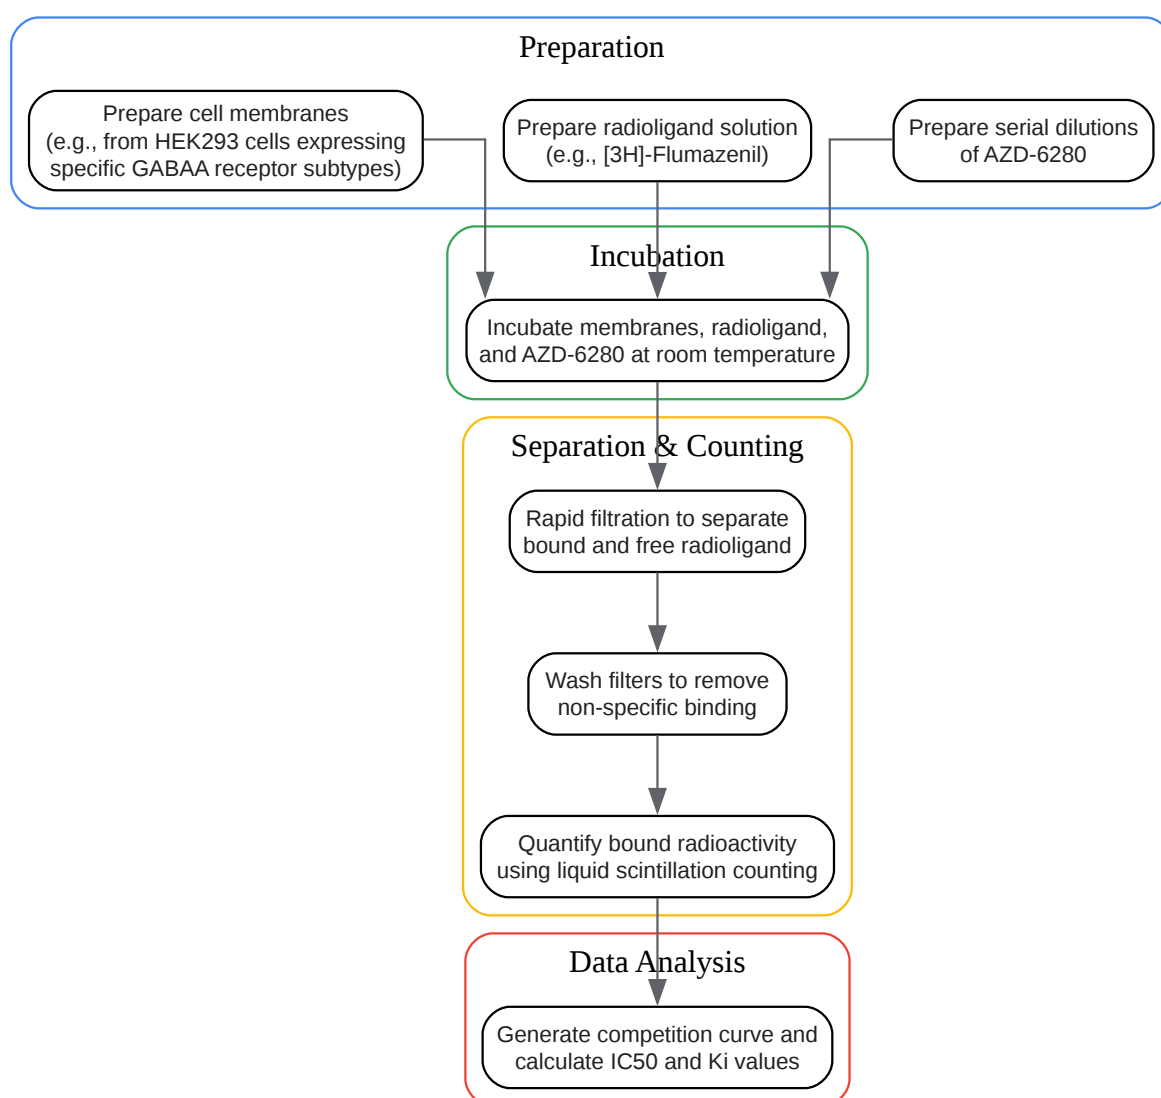 Preparation
Prepare cell membranes
(e.g., from HEK293 cells expressing
specific GABAA receptor subtypes)
Prepare radioligand solution
(e.g., [3H]-Flumazenil)
Prepare serial dilutions
of AZD-6280
Incubation
Incubate membranes, radioligand,
and AZD-6280 at room temperature
Separation & Counting
Rapid filtration to separate
bound and free radioligand
Wash filters to remove
non-specific binding
Quantify bound radioactivity
using liquid scintillation counting
Data Analysis
Generate competition curve and
calculate IC50 and Ki values